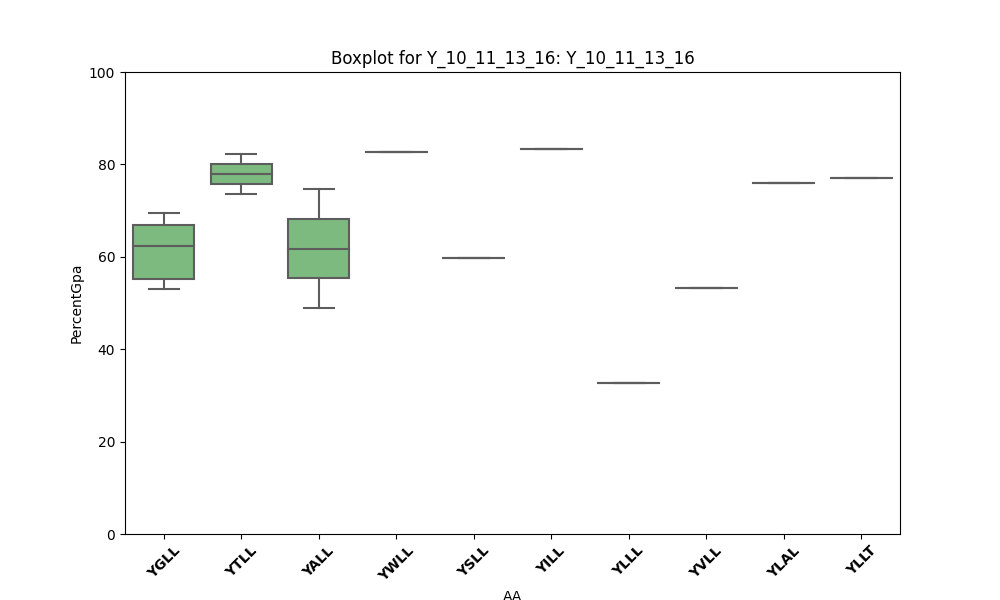 Boxplot for Y_10_11_13_16: Y_10_11_13_16
100
80
60
40
20
0
PercentGpa
YGLL YTLL YALL YWLL YSLL YILL YLLL YVLL YLAL YLLT
AA